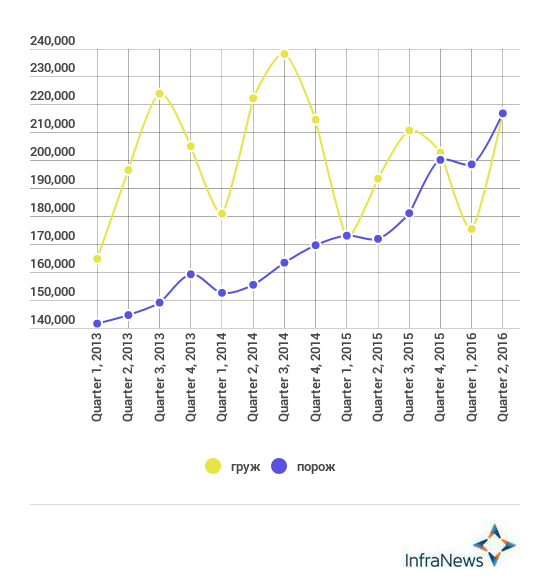 240,000
230,000
220,000
210,000
200,000
190,000
180,000
170,000
160,000
150,000
140,000
Quarter 1, 2013
Quarter 2, 2013
Quarter 3, 2013
Quarter 4, 2013
Quarter 1, 2014
Quarter 2, 2014
Quarter 3, 2014
Quarter 4, 2014
Quarter 1, 2015
Quarter 2, 2015
Quarter 3, 2015
Quarter 4, 2015
Quarter 1, 2016
Quarter 2, 2016
груж порож
InfraNews